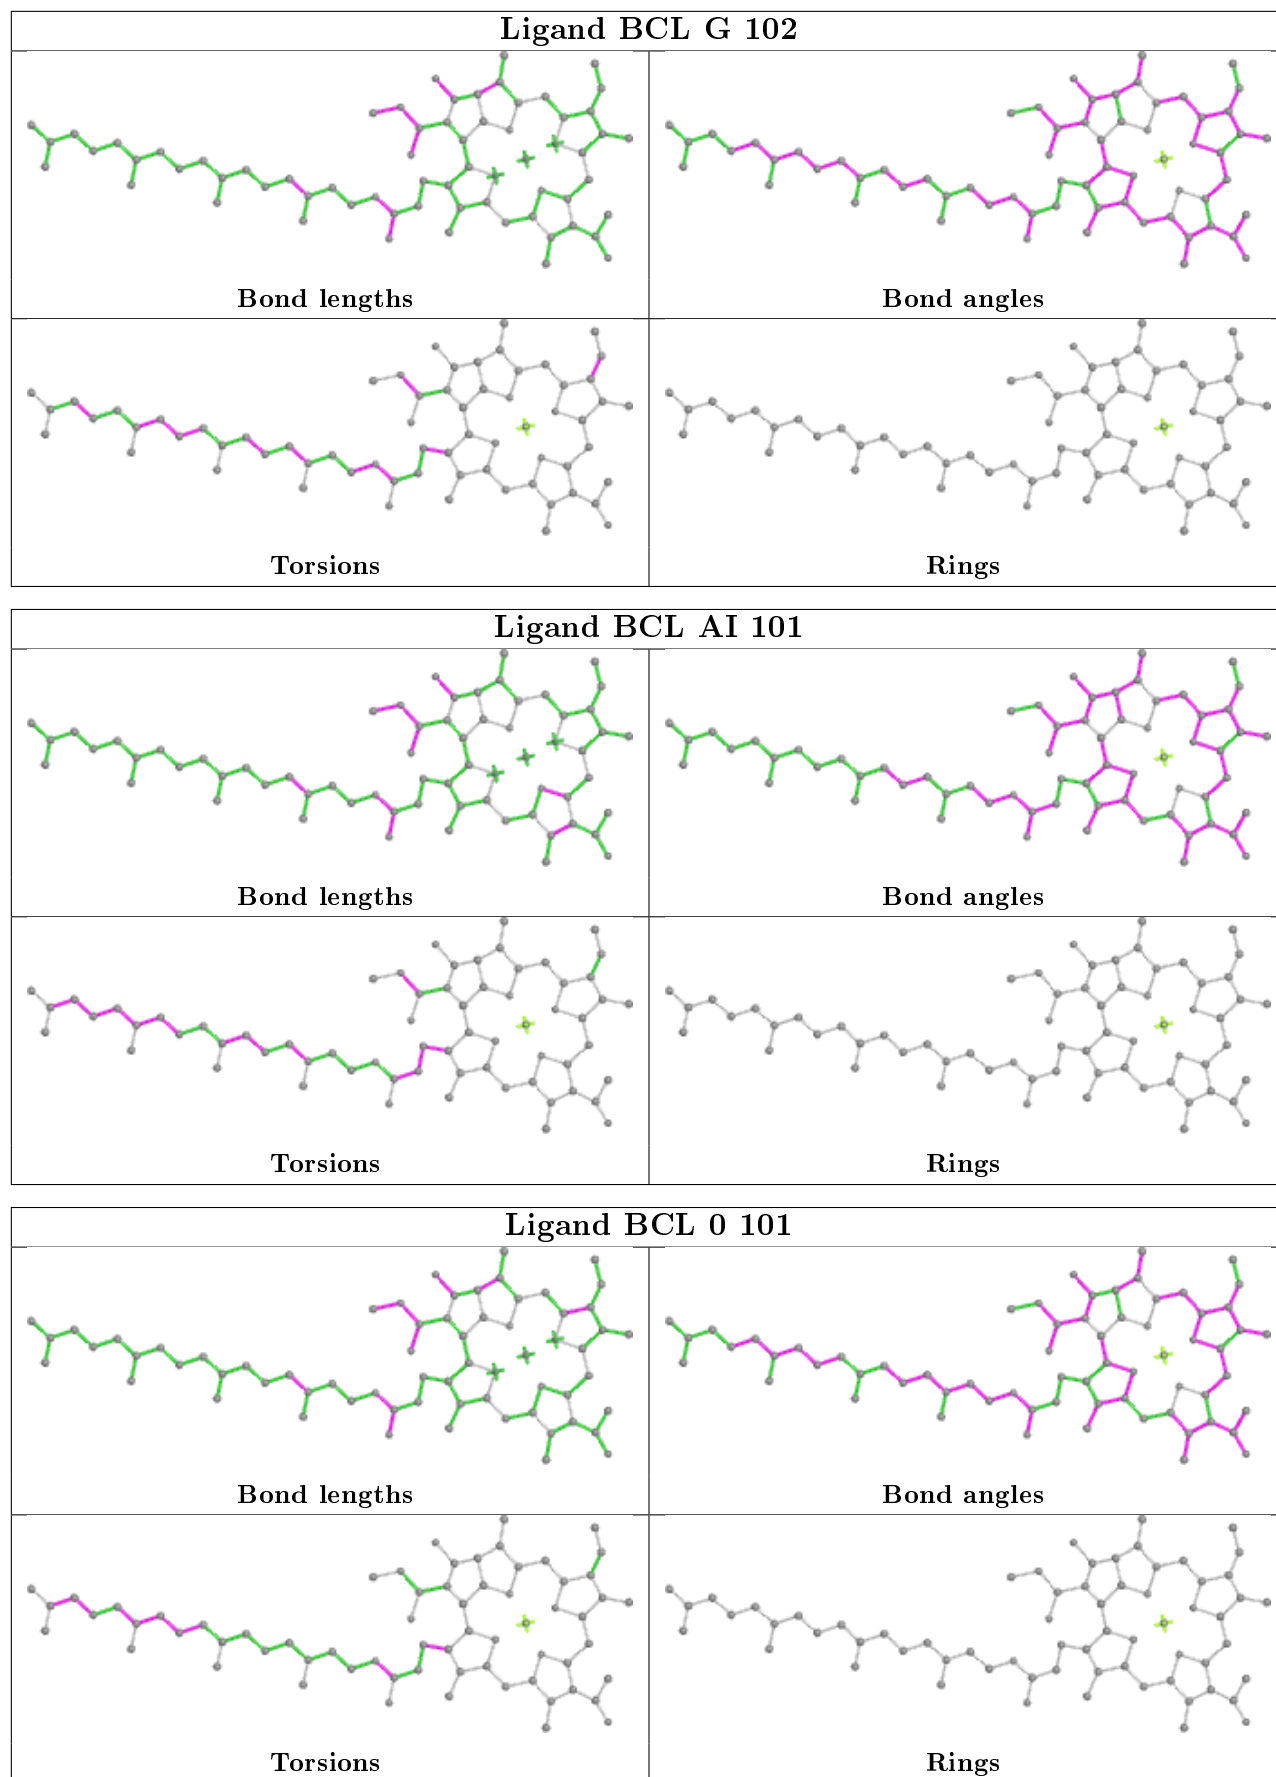 Ligand BCL G 102
Bond lengths
Bond angles
Torsions
Rings
Ligand BCL AI 101
Bond lengths
Bond angles
Torsions
Rings
Ligand BCL 0 101
Bond lengths
Bond angles
Torsions
Rings